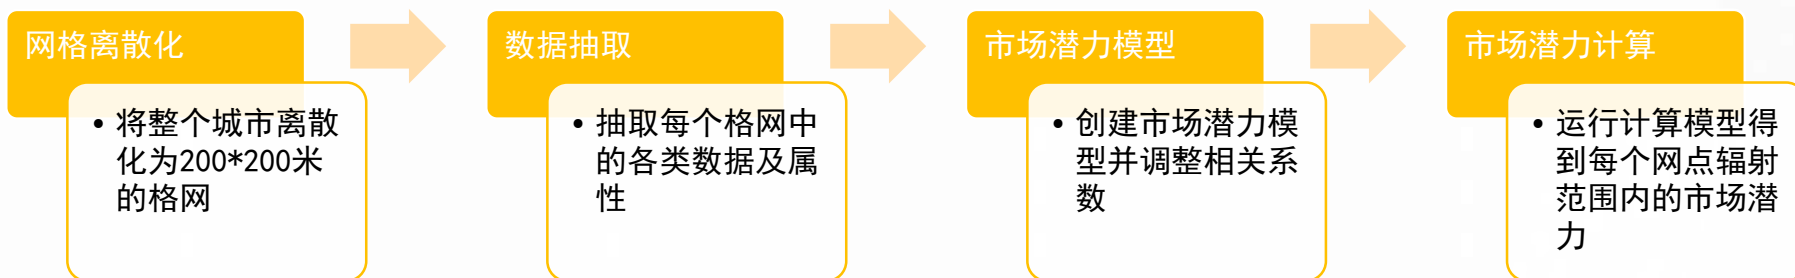 网格离散化
• 将整个城市离散
化为200*200米
的格网
数据抽取
• 抽取每个格网中
的各类数据及属
性
市场潜力模型
• 创建市场潜力模
型并调整相关系
数
市场潜力计算
• 运行计算模型得
到每个网点辐射
范围内的市场潜
力